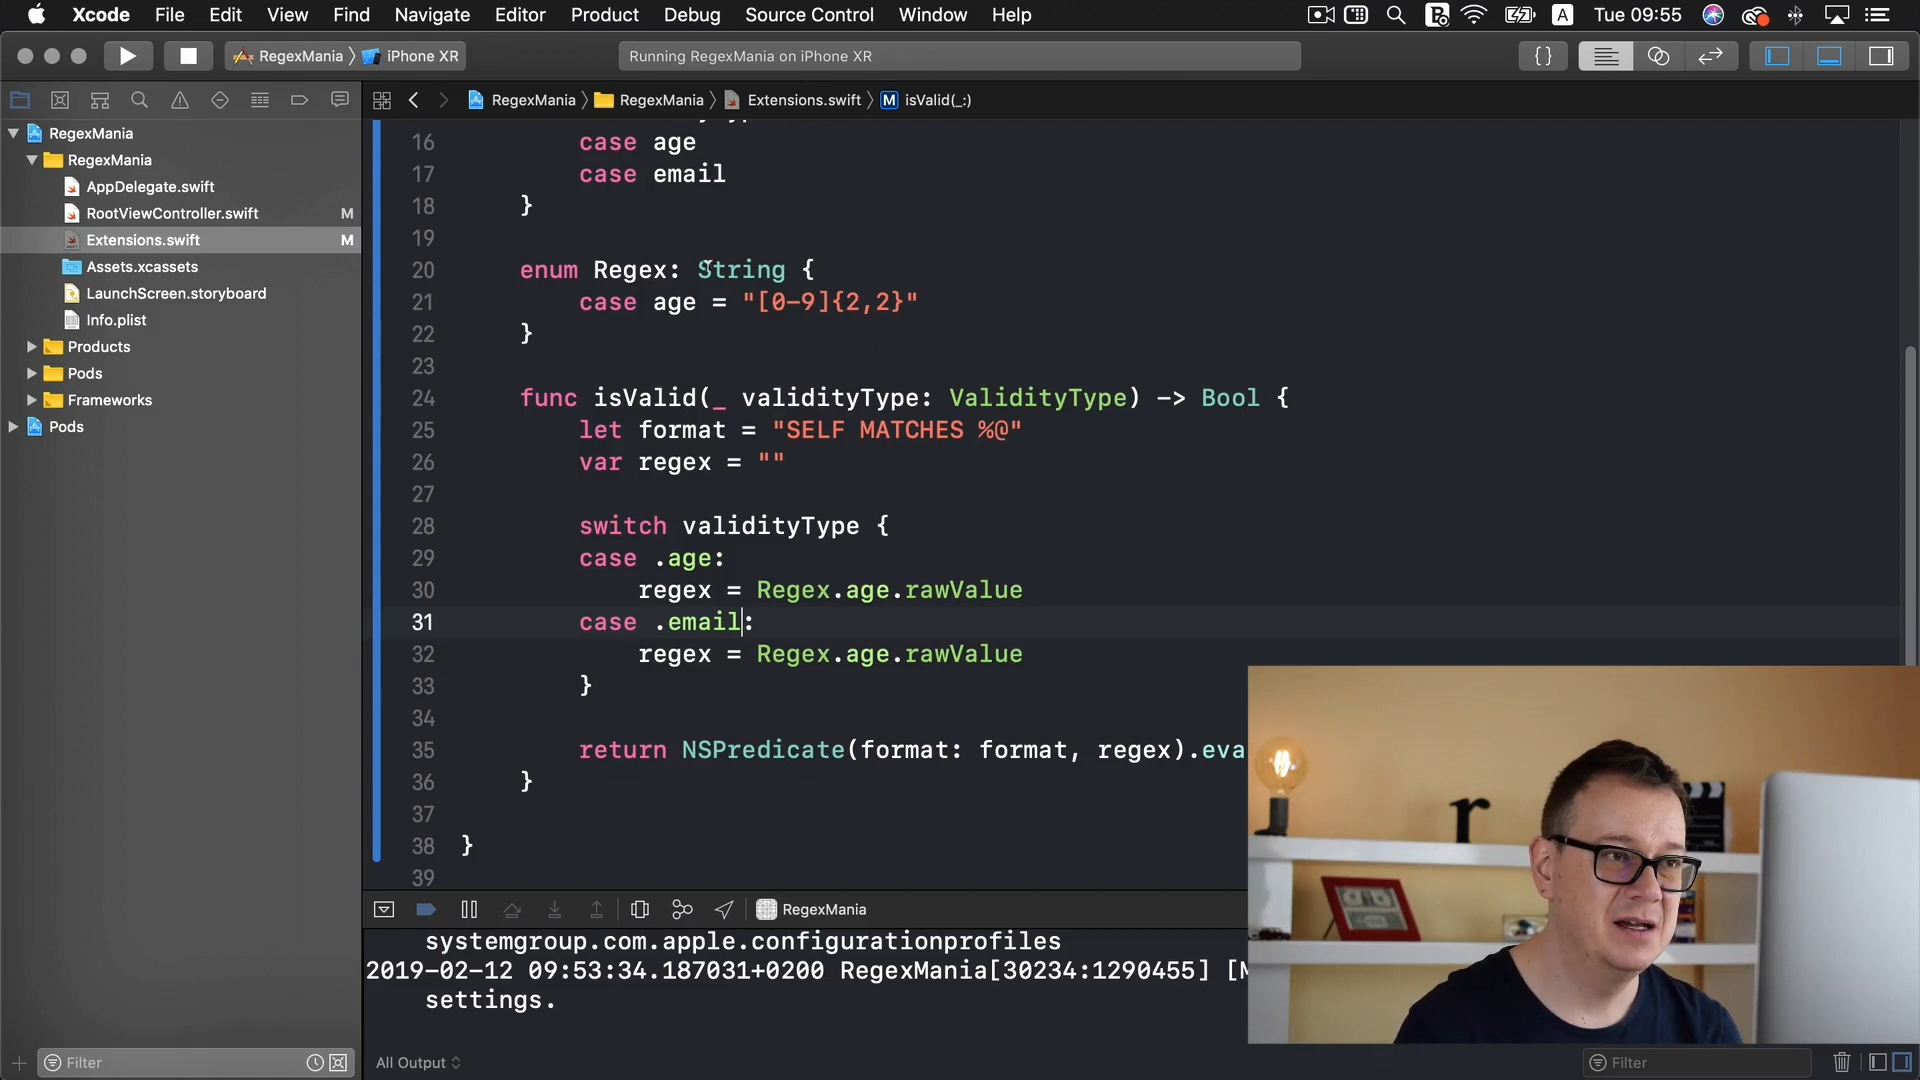 Xcode File Edit View Find Navigate Editor Product Debug Source Control Window Help A Tue 09:55
RegexMania iPhone XR Running RegexMania on iPhone XR {}
RegexMania RegexMania Extensions.swift M isValid(_:)
RegexMania
RegexMania
AppDelegate.swift
RootViewController.swift M
Extensions.swift M
Assets.xcassets
LaunchScreen.storyboard
Info.plist
Products
Pods
Frameworks
Pods
16 case age
17 case email
18 }
19
20 enum Regex: String {
21 case age = "[0-9]{2,2}"
22 }
23
24 func isValid(_ validityType: ValidityType) -> Bool {
25 let format = "SELF MATCHES %@"
26 var regex = ""
27
28 switch validityType {
29 case .age:
30 regex = Regex.age.rawValue
31 case .email:
32 regex = Regex.age.rawValue
33 }
34
35 return NSPredicate(format: format, regex).eva
36 }
37
38 }
39
RegexMania
systemgroup.com.apple.configurationprofiles
2019-02-12 09:53:34.187031+0200 RegexMania[30234:1290455] [M
settings.
Filter
All Output
Filter
r